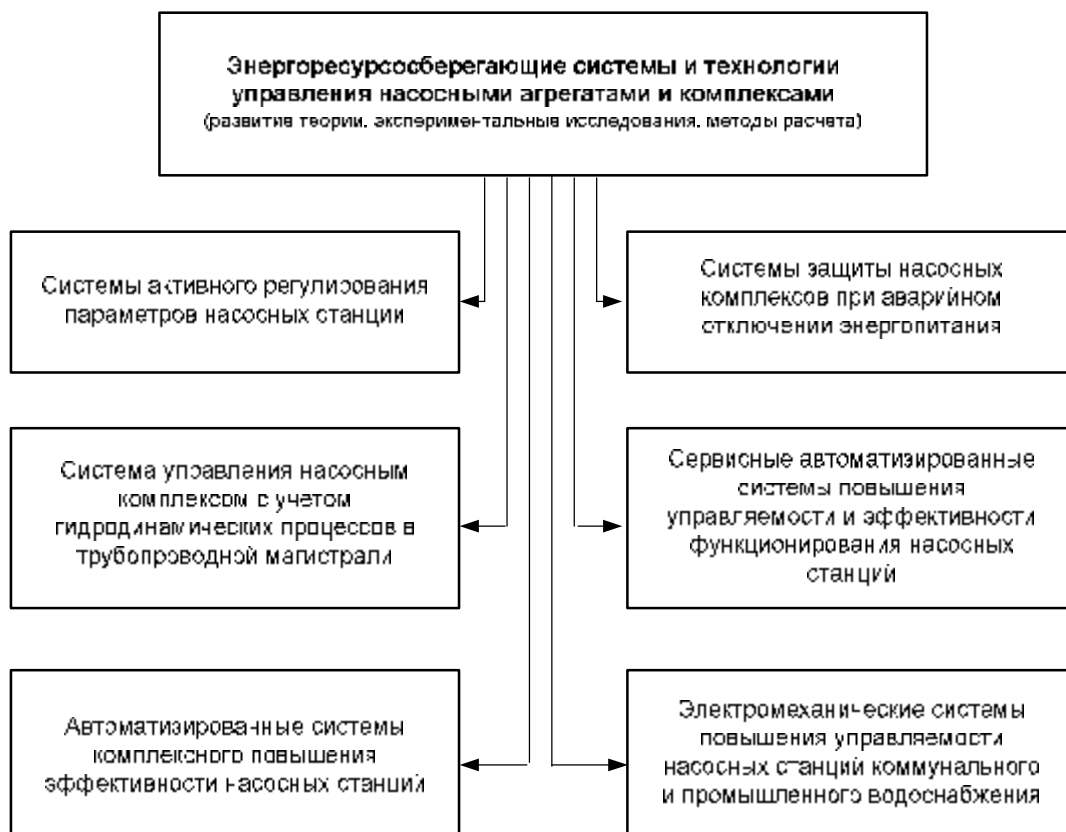 Энергоресурсосберегающие системы и технологии
управления насосными агрегатами и комплексами
(развитие теории, экспериментальные исследования, методы расчета)
Системы активного регулирования
параметров насосных станции
Системы защиты насосных
комплексов при аварийном
отключении энергопитания
Система управления насосным
комплексом с учетом
гидродинамических процессов в
трубопроводной магистрали
Сервисные автоматизированные
системы повышения
управляемости и эффективности
функционирования насосных
станций
Автоматизированные системы
комплексного повышения
эффективности насосных станций
Электромеханические системы
повышения управляемости
насосных станций коммунального
и промышленного водоснабжения